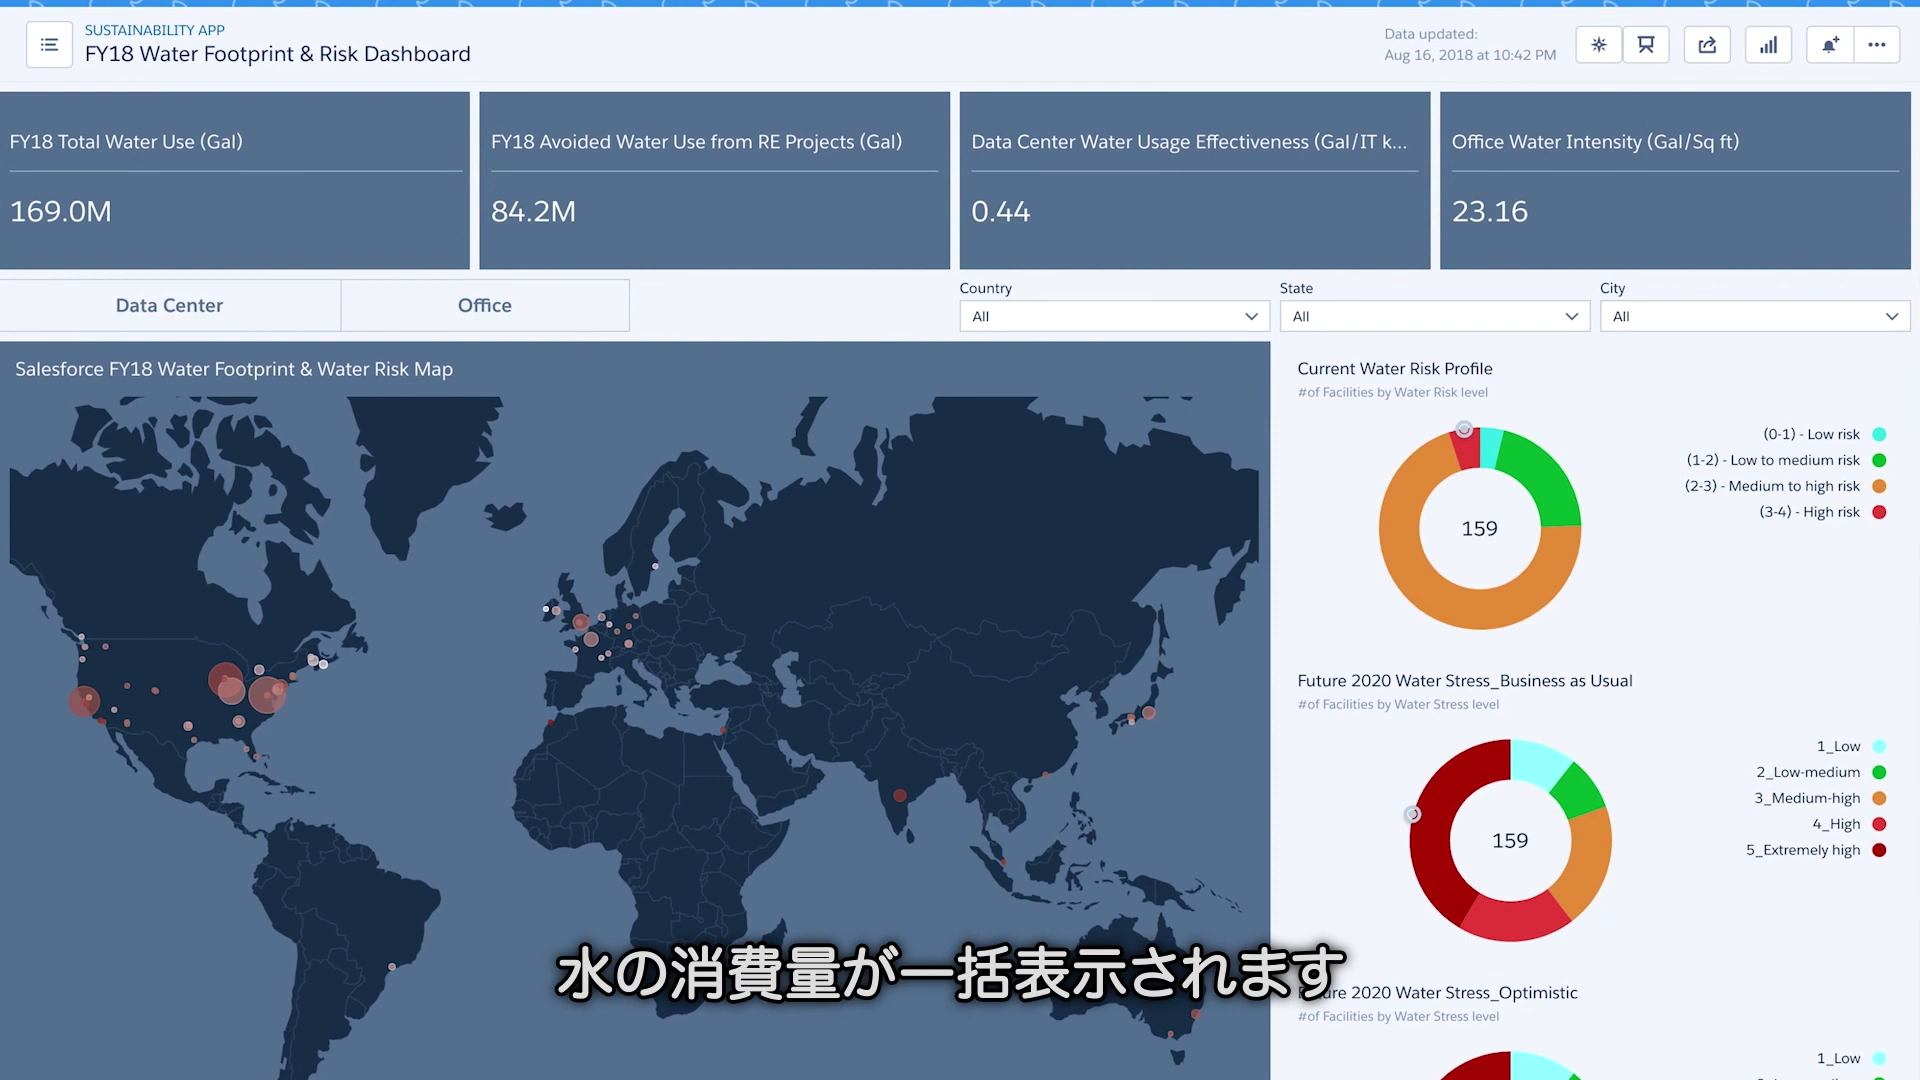 SUSTAINABILITY APP
FY18 Water Footprint & Risk Dashboard
Data updated:
Aug 16, 2018 at 10:42 PM
FY18 Total Water Use (Gal)
169.0M
FY18 Avoided Water Use from RE Projects (Gal)
84.2M
Data Center Water Usage Effectiveness (Gal/IT k...
0.44
Office Water Intensity (Gal/Sq ft)
23.16
Data Center
Office
Country
All
State
All
City
All
Salesforce FY18 Water Footprint & Water Risk Map
Current Water Risk Profile
#of Facilities by Water Risk level
159
(0-1) - Low risk
(1-2) - Low to medium risk
(2-3) - Medium to high risk
(3-4) - High risk
Future 2020 Water Stress_Business as Usual
#of Facilities by Water Stress level
159
1_Low
2_Low-medium
3_Medium-high
4_High
5_Extremely high
水の消費量が一括表示されます
2020 Water Stress_Optimistic
#of Facilities by Water Stress level
1_Low